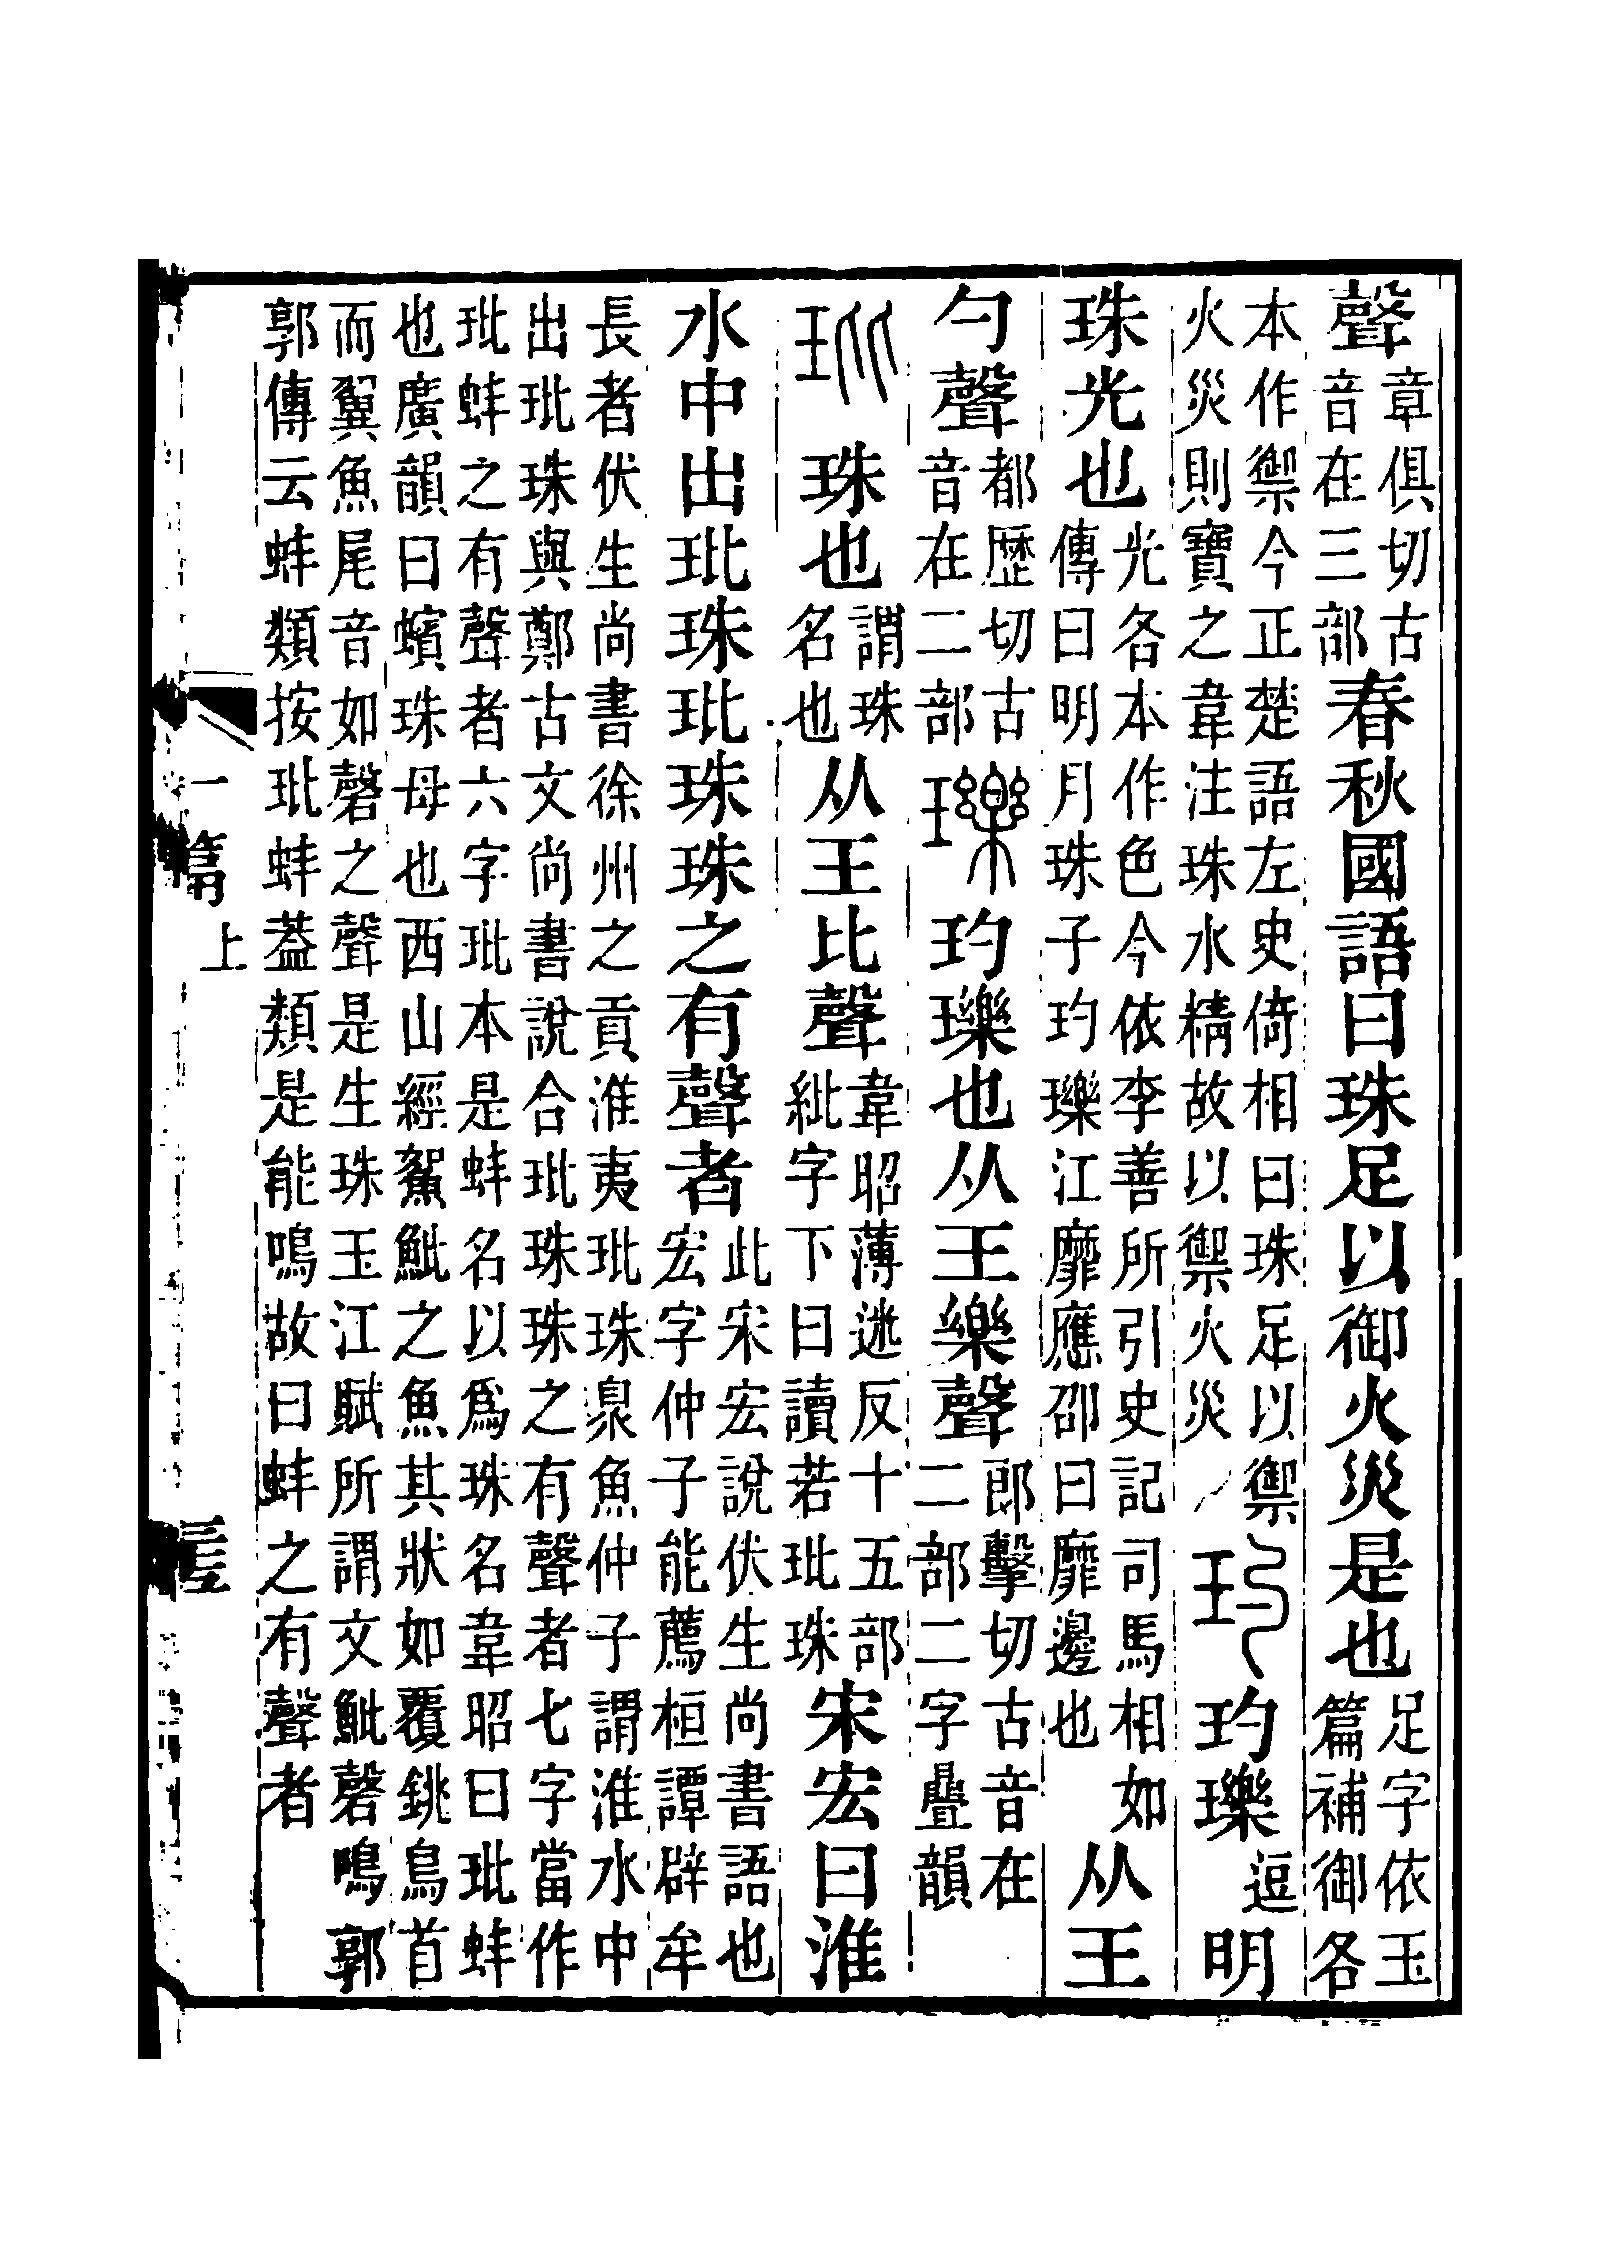 聲章俱切古音在三部春秋國語曰珠足以御火災是也足字依玉篇補御各
本作禦今正楚語左史倚相曰珠足以禦火災則寶之韋注珠水精故以禦火災玓玓瓅逗明
珠光也光各本作色今依李善所引史記司馬相如傳曰明月珠子玓瓅江靡應邵曰靡邊也从王
勺聲都歷切古音在二部瓅玓瓅也从王樂聲郎擊切古音在二部二字疊韻
玭珠也謂珠名也从王比聲韋昭薄迷反十五部紕字下曰讀若玭珠宋宏曰淮
水中出玭珠玭珠珠之有聲者此宋宏說伏生尚書語也宏字仲子能薦桓譚辟牟
長者伏生尚書徐州之貢淮夷玭珠臮魚仲子謂淮水中
出玭珠與鄭古文尚書說合玭珠珠之有聲者七字當作
玭蚌之有聲者六字玭本是蚌名以爲珠名韋昭曰玭蚌
也廣韻曰蠙珠母也西山經鴽魮之魚其狀如覆銚鳥首
而翼魚尾音如磬之聲是生珠玉江賦所謂文魮磬鳴郭
郭傳云蚌類按玭蚌葢類是能鳴故曰蚌之有聲者
一篇上